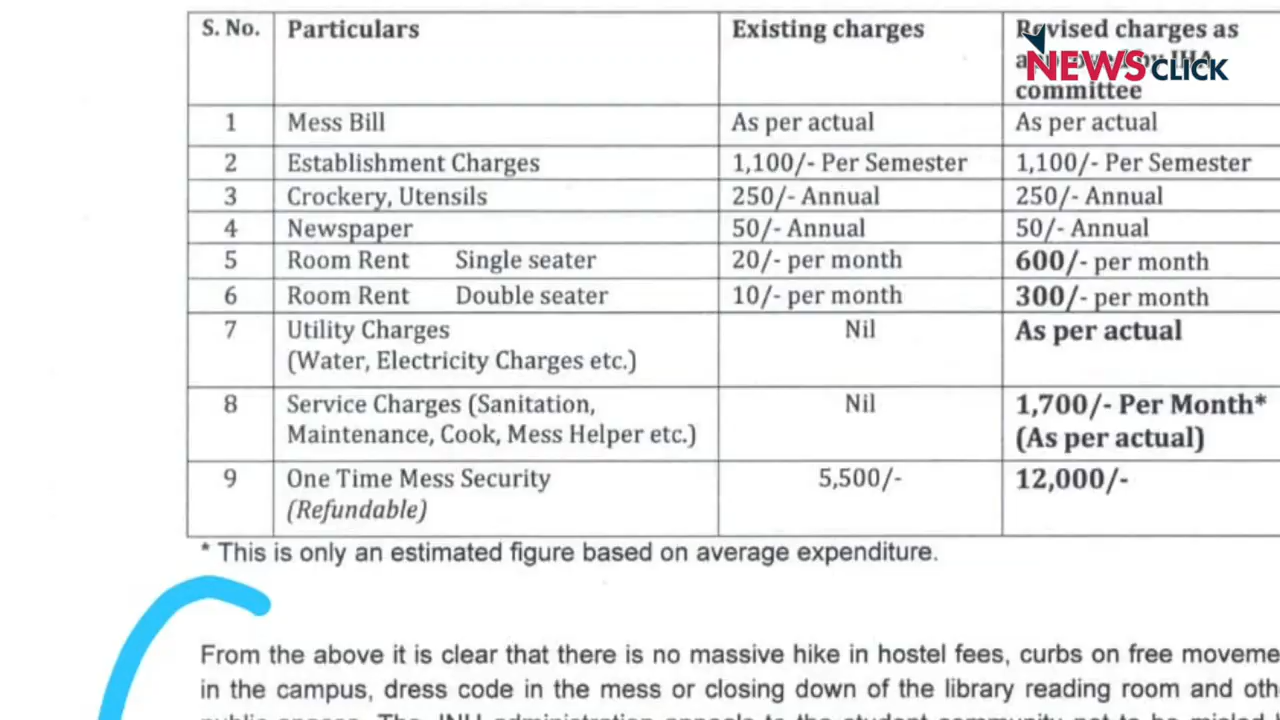 S. No. Particulars Existing charges Revised charges as
NEWSCLICK
committee
1 Mess Bill As per actual As per actual
2 Establishment Charges 1,100/- Per Semester 1,100/- Per Semester
3 Crockery, Utensils 250/- Annual 250/- Annual
4 Newspaper 50/- Annual 50/- Annual
5 Room Rent Single seater 20/- per month 600/- per month
6 Room Rent Double seater 10/- per month 300/- per month
7 Utility Charges Nil As per actual
(Water, Electricity Charges etc.)
8 Service Charges (Sanitation, Nil 1,700/- Per Month*
Maintenance, Cook, Mess Helper etc.) (As per actual)
9 One Time Mess Security 5,500/- 12,000/-
(Refundable)
* This is only an estimated figure based on average expenditure.
From the above it is clear that there is no massive hike in hostel fees, curbs on free moveme
in the campus, dress code in the mess or closing down of the library reading room and oth